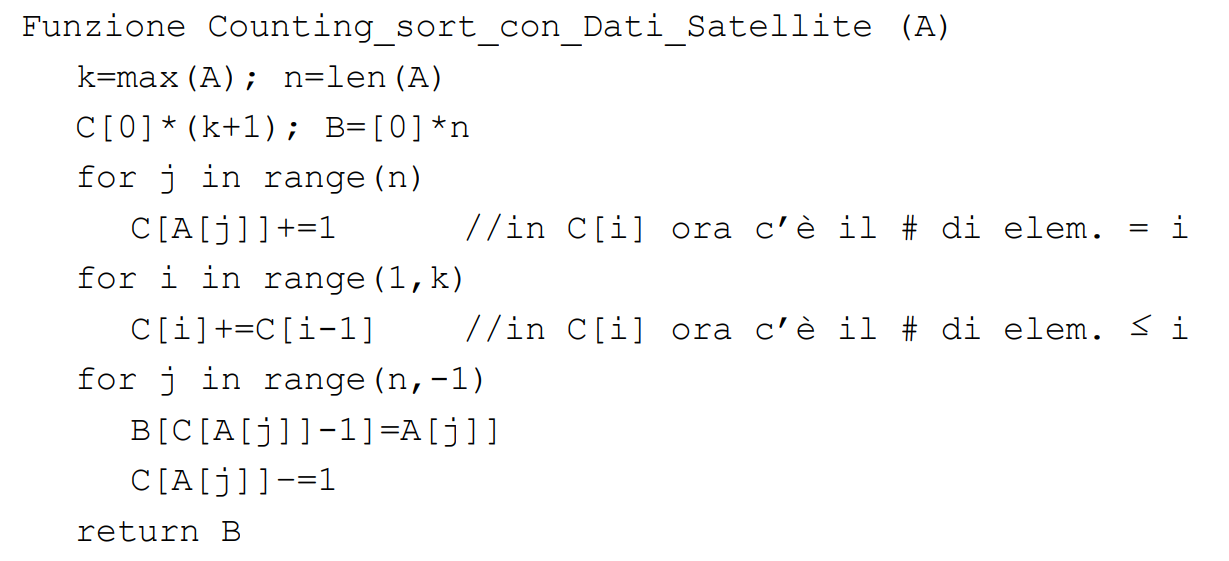 Funzione Counting_sort_con_Dati_Satellite (A)
k=max(A); n=len(A)
C[0]*(k+1); B=[0]*n
for j in range(n)
C[A[j]]+=1 //in C[i] ora c’è il # di elem. = i
for i in range(1,k)
C[i]+=C[i-1] //in C[i] ora c’è il # di elem. ≤ i
for j in range(n,-1)
B[C[A[j]]-1]=A[j]]
C[A[j]]-=1
return B